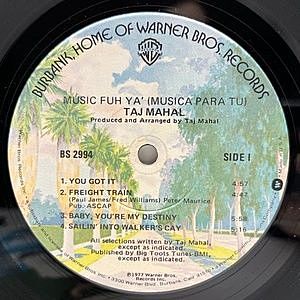 BURBANK, HOME OF WARNER BROS. RECORDS
MUSIC FUH YA' (MUSICA PARA TU)
TAJ MAHAL
Produced and Arranged by Taj Mahal
BS 2994
SIDE 1
1. YOU GOT IT 4:57
2. FREIGHT TRAIN
(Paul James/Fred Williams) Peter Maurice
Pub.-ASCAP
3. BABY, YOU'RE MY DESTINY 5:58
4. SAILIN' INTO WALKER'S CAY 5:16
All selections written by Taj Mahal,
except as indicated.
Published by Big Toots Tunes-BMI,
except as indicated.
©1977 Warner Bros.
Records Inc.
3300 Warner Blvd., Burbank,